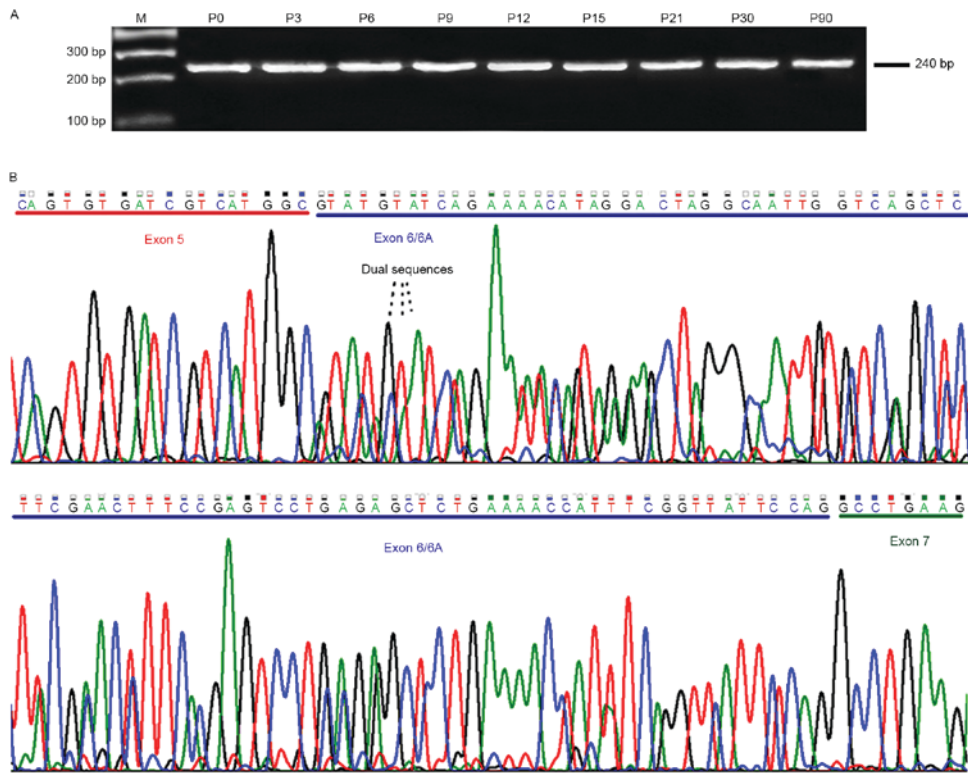 A
M P0 P3 P6 P9 P12 P15 P21 P30 P90
300 bp
200 bp
100 bp
240 bp
B
CAGTGTGATCGTCATGGCGTATGTATCAGAAAACATAGGACTAGGCAATTGGTCAGCTC
Exon 5 Exon 6/6A
Dual sequences
TTCGAACTTTCCGAGTCCTGAGAGCTCTGAAAACCATTTCGGTTATTCCAGGCCTGAAG
Exon 6/6A Exon 7